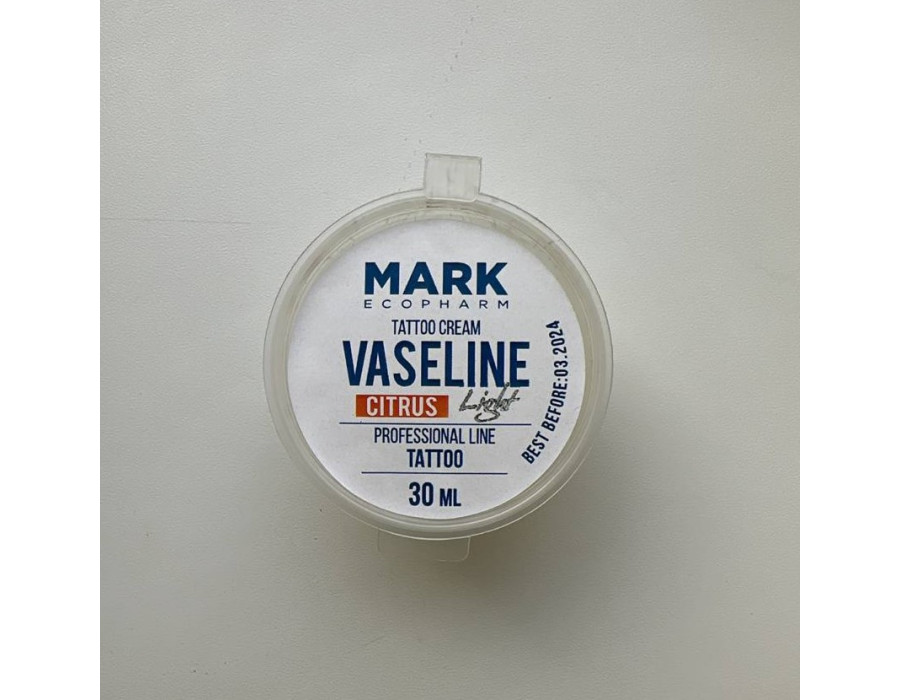 MARK
ECOPHARM
TATTOO CREAM
VASELINE
CITRUS Light
PROFESSIONAL LINE
TATTOO
30 ML
BEST BEFORE:03.2024